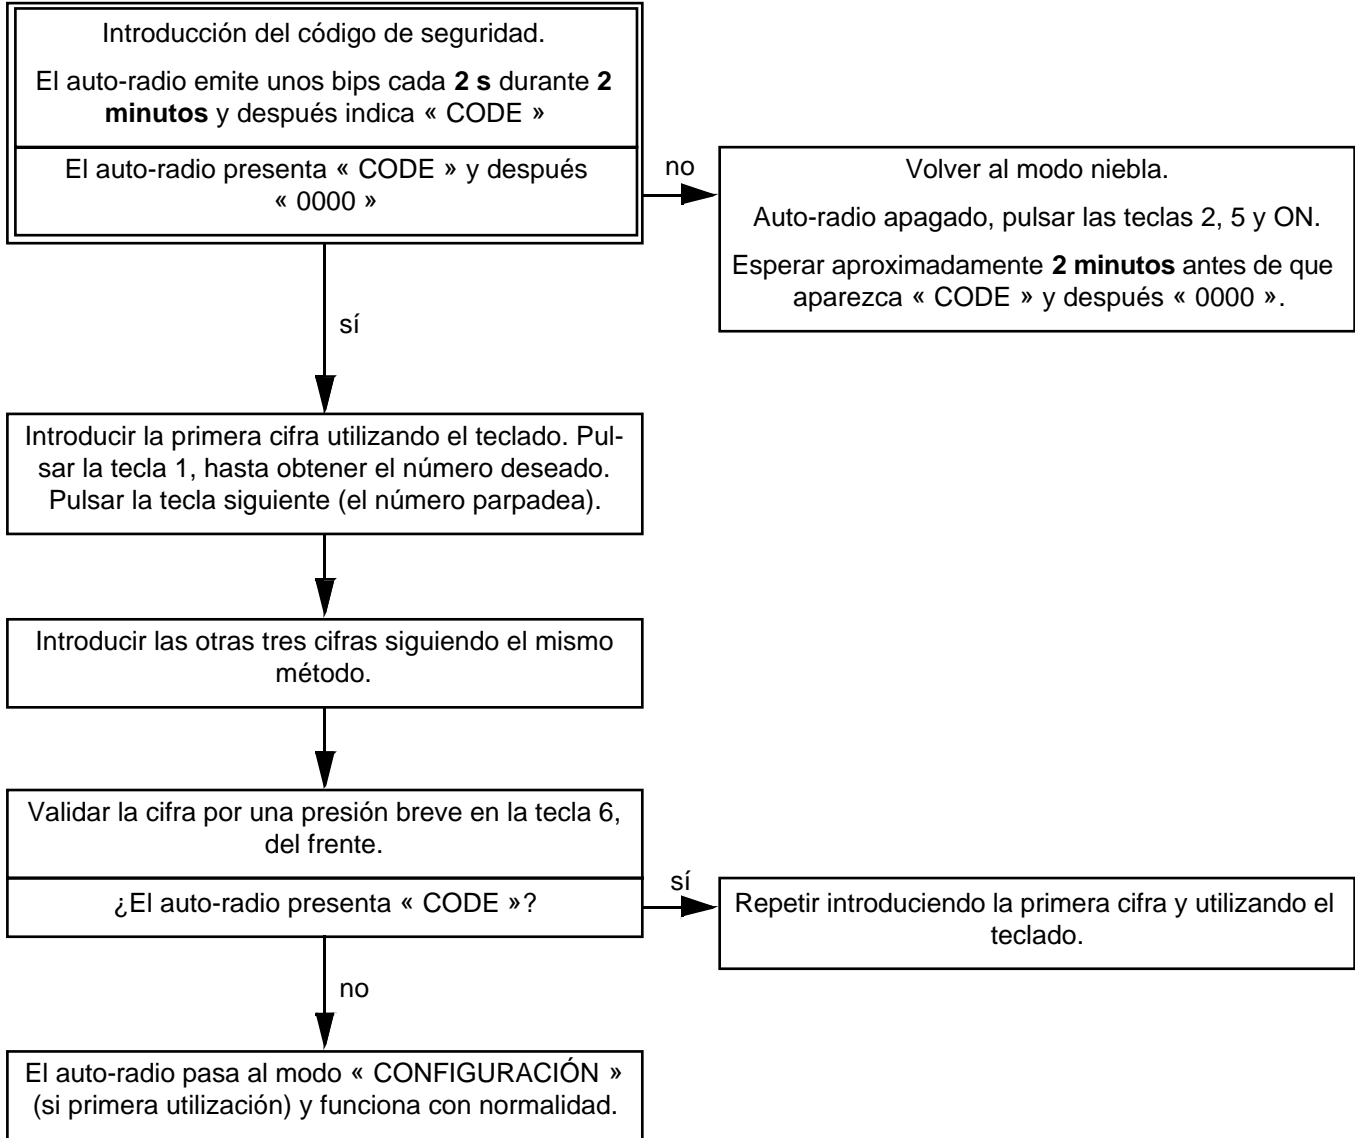 Introducción del código de seguridad.
El auto-radio emite unos bips cada 2 s durante 2
minutos y después indica « CODE »
El auto-radio presenta « CODE » y después
« 0000 »
no
Volver al modo niebla.
Auto-radio apagado, pulsar las teclas 2, 5 y ON.
Esperar aproximadamente 2 minutos antes de que
aparezca « CODE » y después « 0000 ».
sí
Introducir la primera cifra utilizando el teclado. Pul-
sar la tecla 1, hasta obtener el número deseado.
Pulsar la tecla siguiente (el número parpadea).
Introducir las otras tres cifras siguiendo el mismo
método.
Validar la cifra por una presión breve en la tecla 6,
del frente.
¿El auto-radio presenta « CODE »?
sí
Repetir introduciendo la primera cifra y utilizando el
teclado.
no
El auto-radio pasa al modo « CONFIGURACIÓN »
(si primera utilización) y funciona con normalidad.